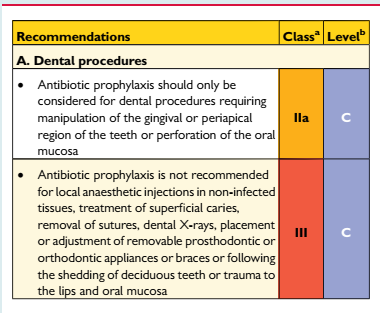 Recommendations Classᵃ Levelᵇ
A. Dental procedures
• Antibiotic prophylaxis should only be
considered for dental procedures requiring
manipulation of the gingival or periapical
region of the teeth or perforation of the oral
mucosa
IIa C
• Antibiotic prophylaxis is not recommended
for local anaesthetic injections in non-infected
tissues, treatment of superficial caries,
removal of sutures, dental X-rays, placement
or adjustment of removable prosthodontic or
orthodontic appliances or braces or following
the shedding of deciduous teeth or trauma to
the lips and oral mucosa
III C